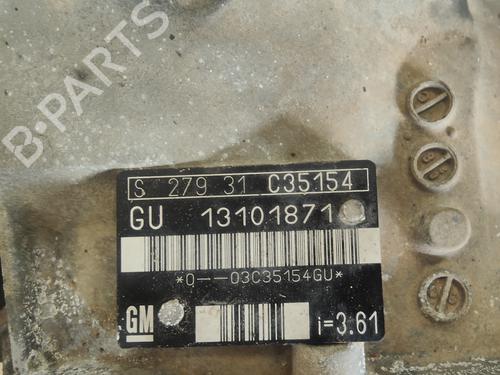 B-PARTS
S 279 31 C35154
GU 13101871
*0--03C35154GU*
GM i=3.61